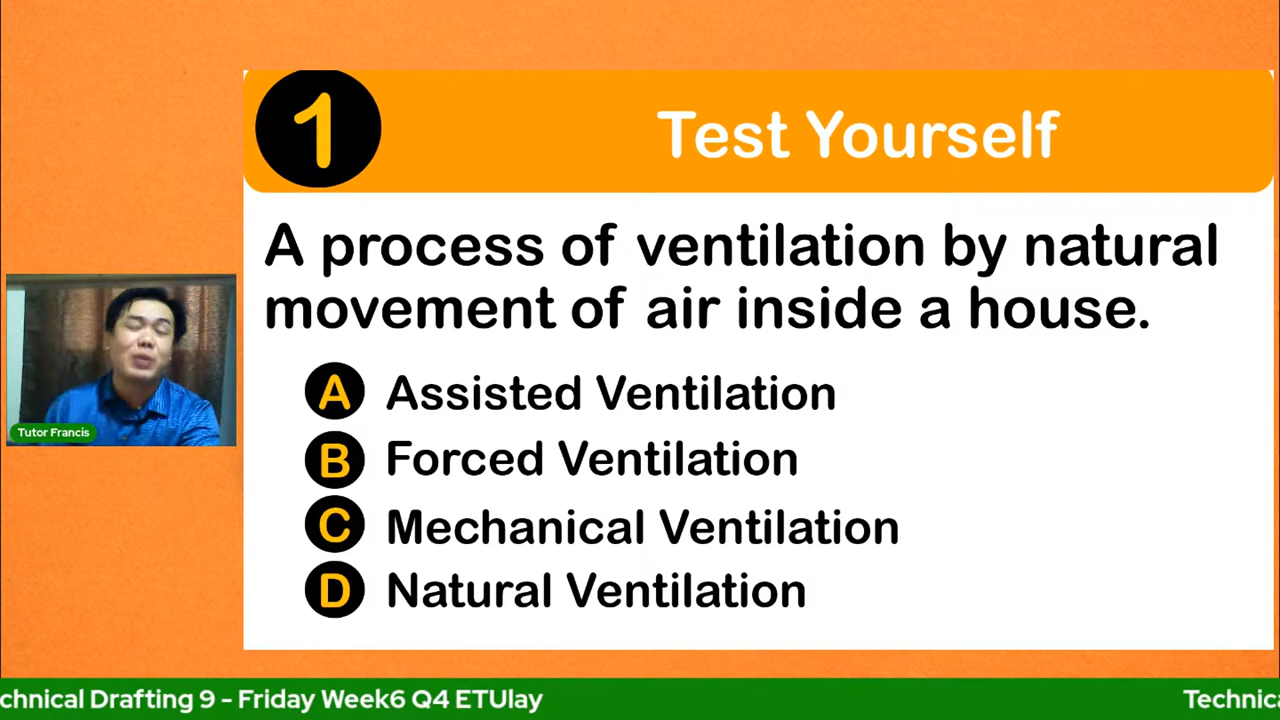 1
Test Yourself
A process of ventilation by natural
movement of air inside a house.
A Assisted Ventilation
B Forced Ventilation
C Mechanical Ventilation
D Natural Ventilation
Tutor Francis
chnical Drafting 9 - Friday Week6 Q4 ETUlay
Technica